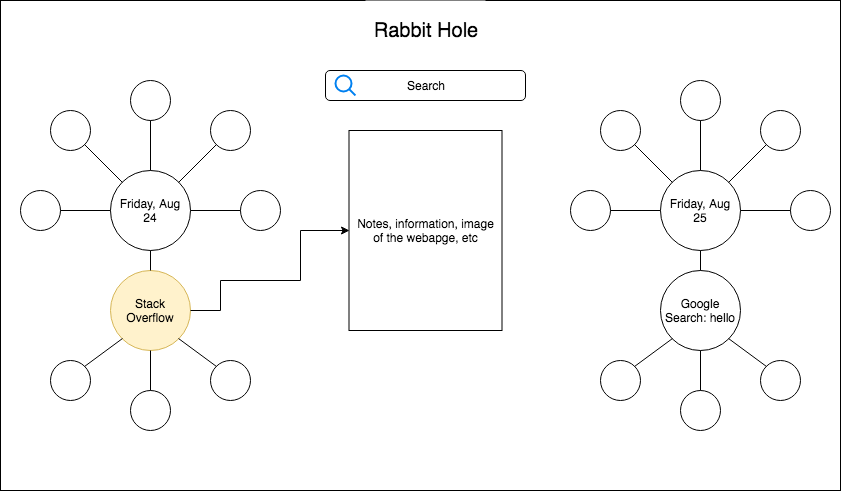 Rabbit Hole
Search
Friday, Aug
24
Notes, information, image
of the webapge, etc
Friday, Aug
25
Stack
Overflow
Google
Search: hello